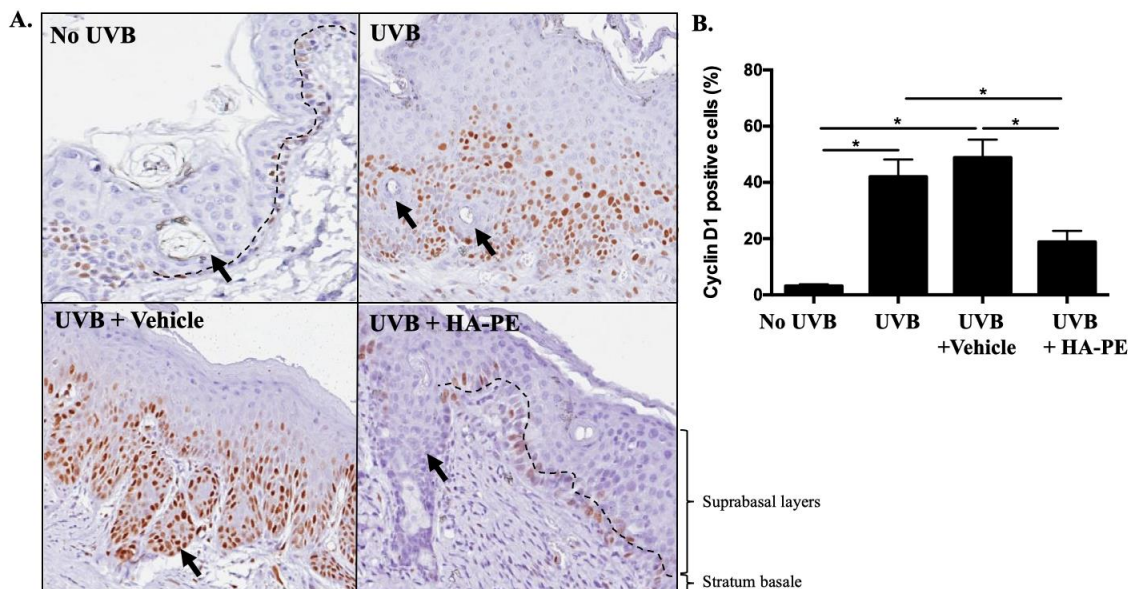 A.
No UVB
UVB
UVB + Vehicle
UVB + HA-PE
Suprabasal layers
Stratum basale
B.
Cyclin D1 positive cells (%)
80
60
40
20
0
*
*
*
*
No UVB
UVB
UVB
+Vehicle
UVB
+ HA-PE